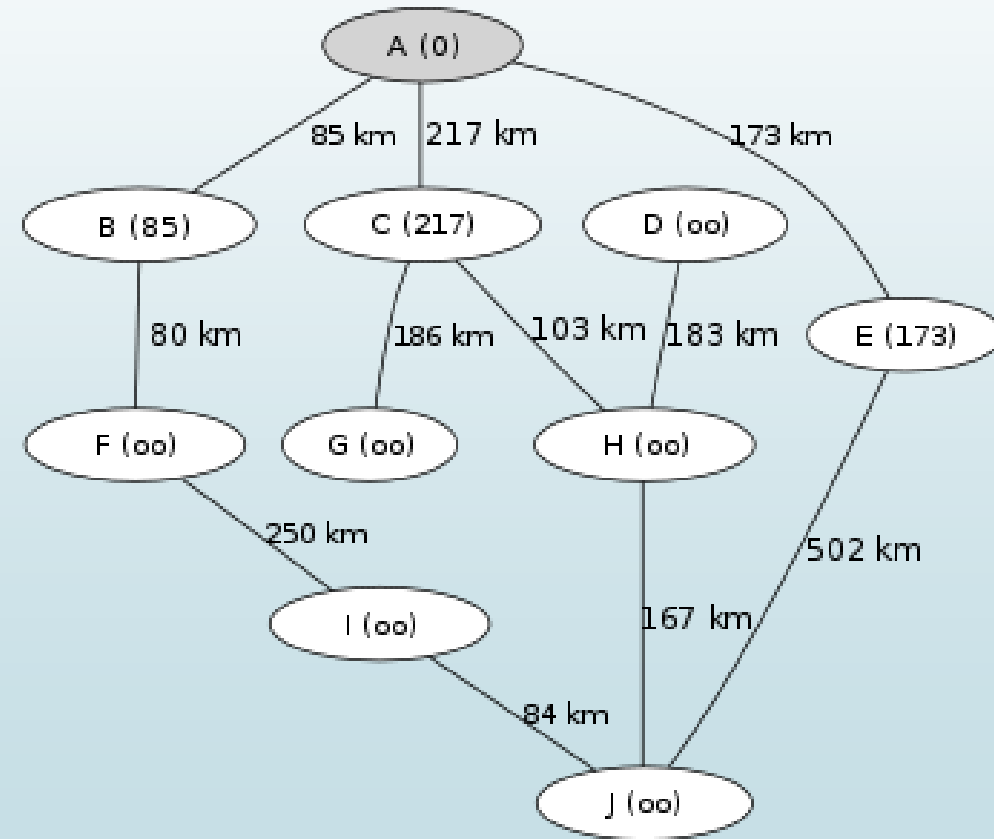 A (0)
85 km
217 km
173 km
B (85)
C (217)
D (oo)
80 km
186 km
103 km
183 km
E (173)
F (oo)
G (oo)
H (oo)
250 km
502 km
I (oo)
167 km
84 km
J (oo)